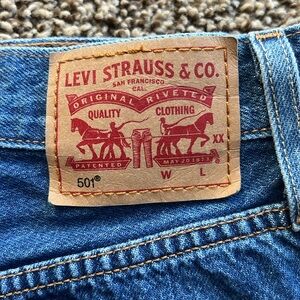 LEVI STRAUSS & CO.
SAN FRANCISCO
CAL.
ORIGINAL RIVETED
QUALITY CLOTHING
XX
PATENTED MAY 20 1873
501® W L